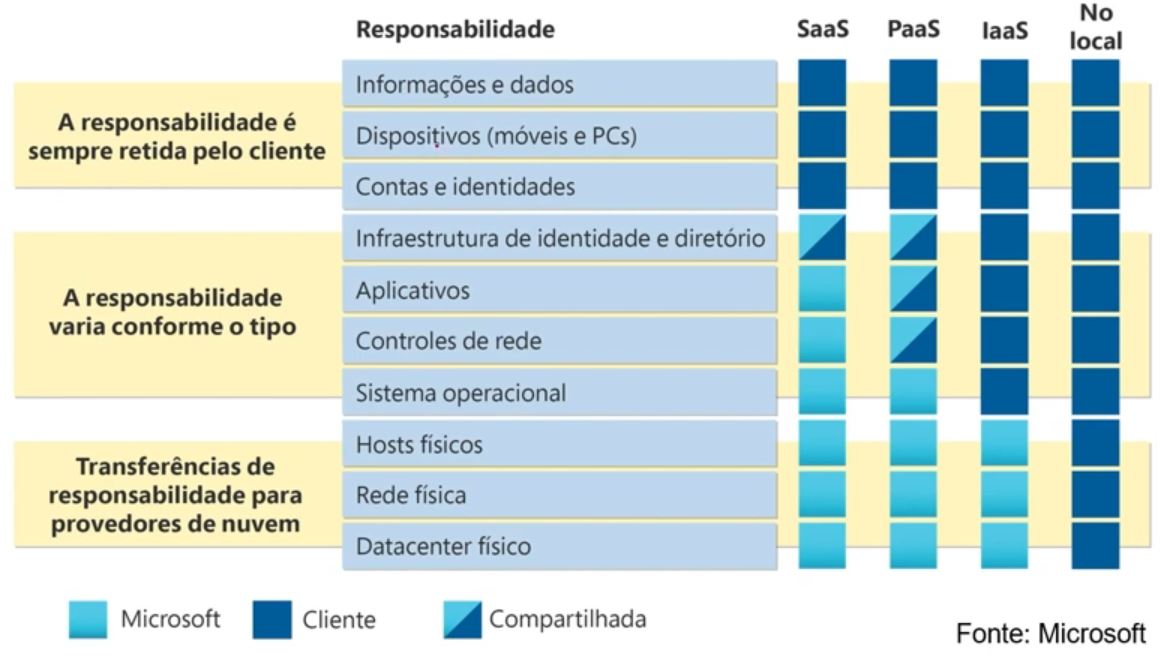 Responsabilidade
SaaS
PaaS
IaaS
No
local
A responsabilidade é
sempre retida pelo cliente
Informações e dados
Dispositivos (móveis e PCs)
Contas e identidades
A responsabilidade
varia conforme o tipo
Infraestrutura de identidade e diretório
Aplicativos
Controles de rede
Sistema operacional
Transferências de
responsabilidade para
provedores de nuvem
Hosts físicos
Rede física
Datacenter físico
Microsoft
Cliente
Compartilhada
Fonte: Microsoft